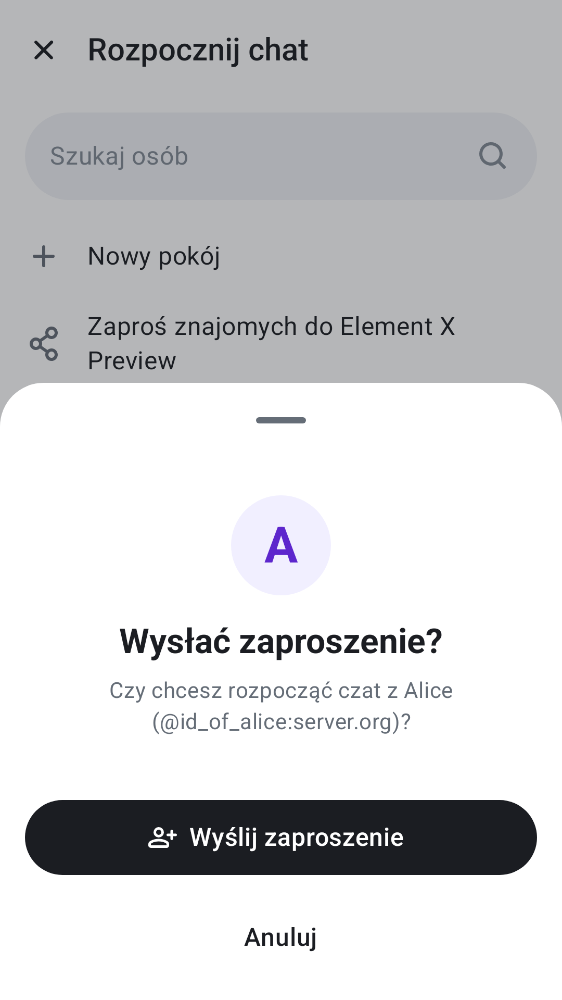 Rozpocznij chat
Szukaj osób
Nowy pokój
Zaproś znajomych do Element X
Preview
A
Wysłać zaproszenie?
Czy chcesz rozpocząć czat z Alice
(@id_of_alice:server.org)?
Wyślij zaproszenie
Anuluj